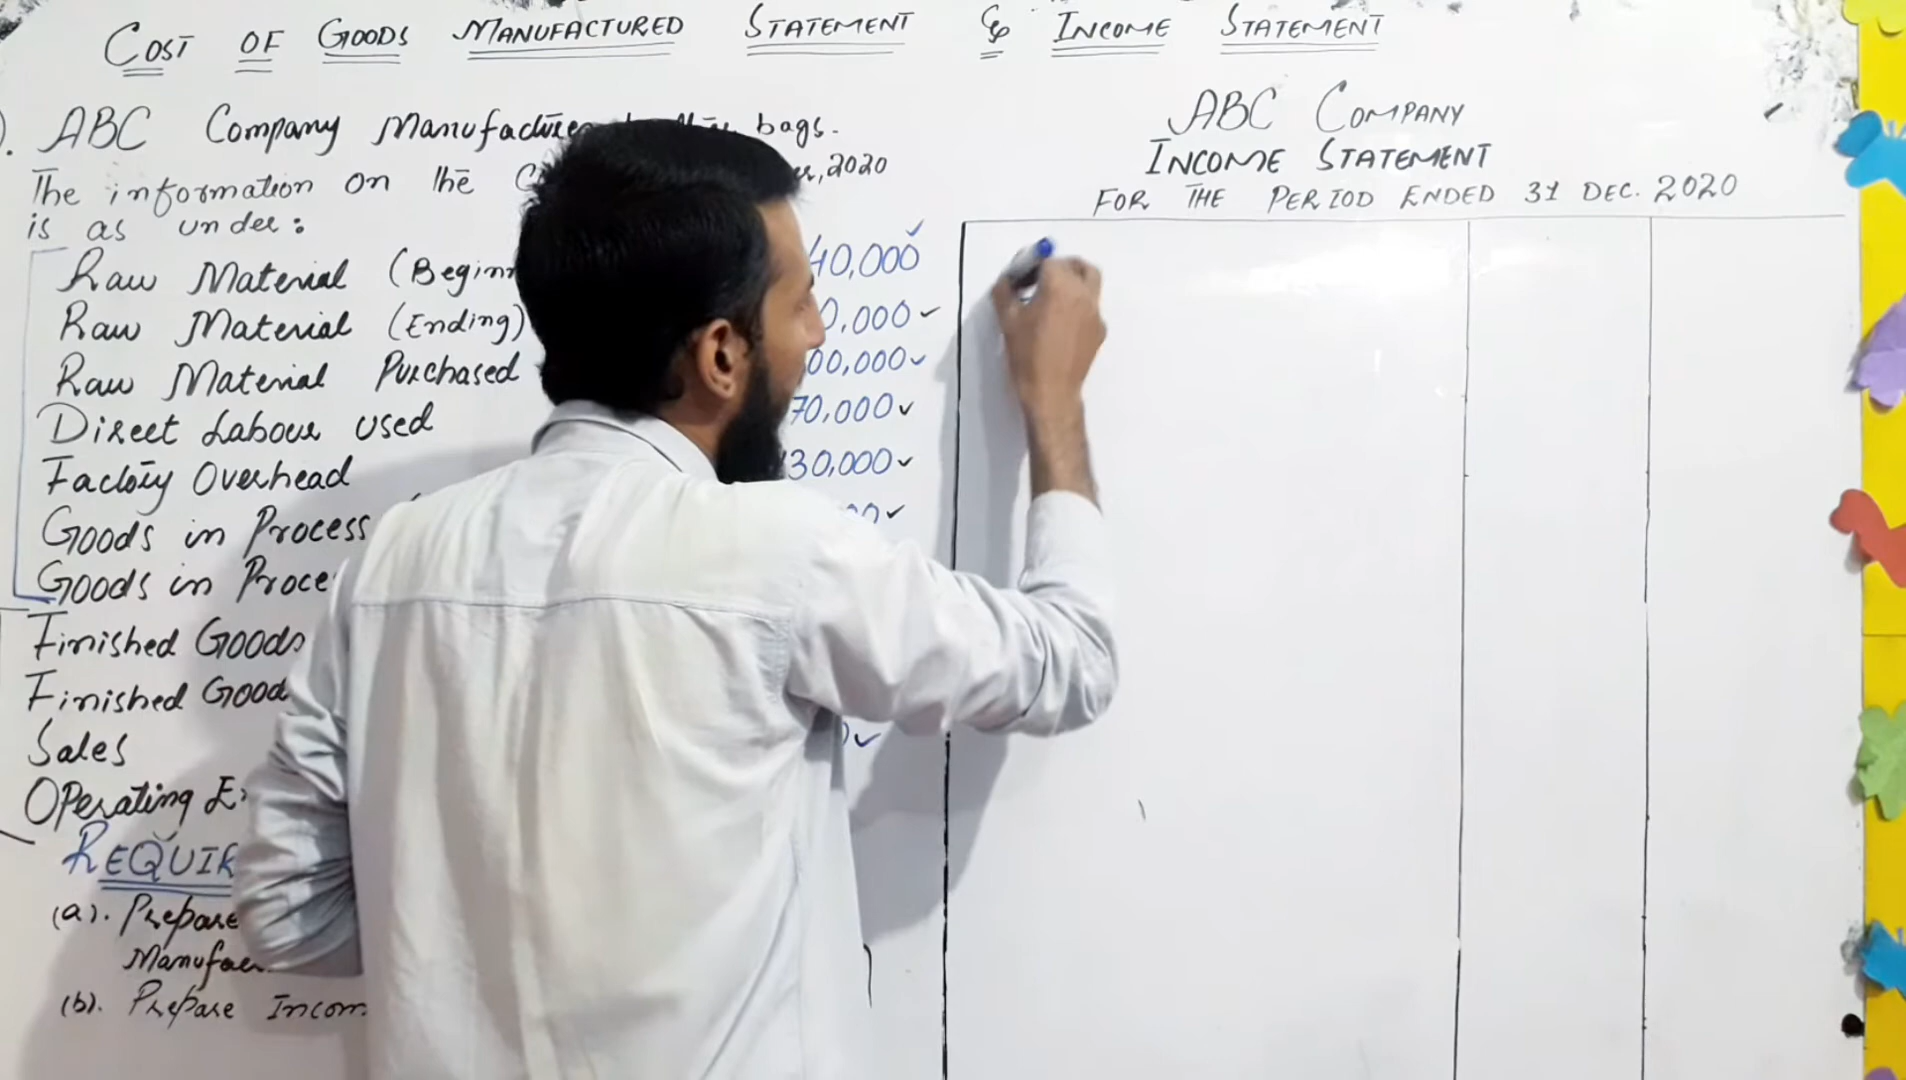 COST OF GOODS MANUFACTURED STATEMENT & INCOME STATEMENT
ABC Company Manufactures bags.
The information on the 2020
is as under:
Raw Material (Beginn 40,000
Raw Material (Ending) 0,000
Raw Material Purchased 00,000
Direct Labour used 70,000
Factory Overhead 30,000
Goods in Process
Goods in Proce
Finished Goods
Finished Good
Sales
Operating E
REQUIR
(a). Prepare
Manufac
(b). Prepare Incom
ABC COMPANY
INCOME STATEMENT
FOR THE PERIOD ENDED 31 DEC. 2020